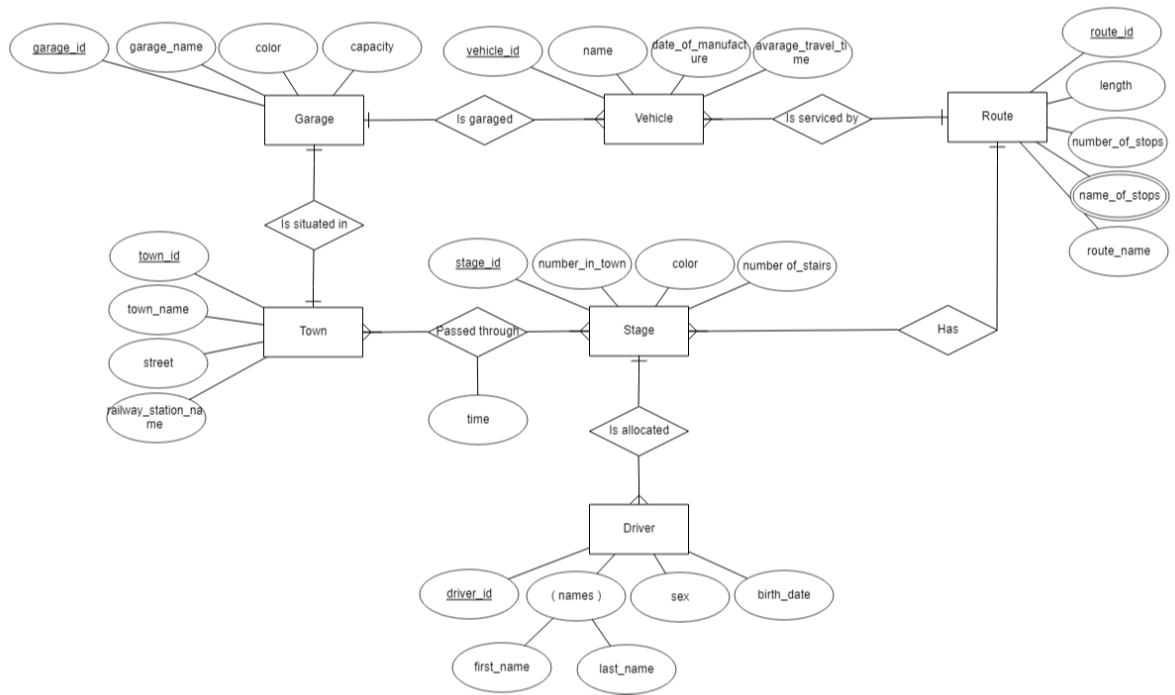 garage_id
garage_name
color
capacity
vehicle_id
name
date_of_manufact
ure
avarage_travel_ti
me
route_id
length
number_of_stops
name_of_stops
route_name
Garage
Is garaged
Vehicle
Is serviced by
Route
Is situated in
town_id
town_name
street
railway_station_na
me
Town
Passed through
time
stage_id
number_in_town
color
number of_stairs
Stage
Has
Is allocated
Driver
driver_id
( names )
sex
birth_date
first_name
last_name